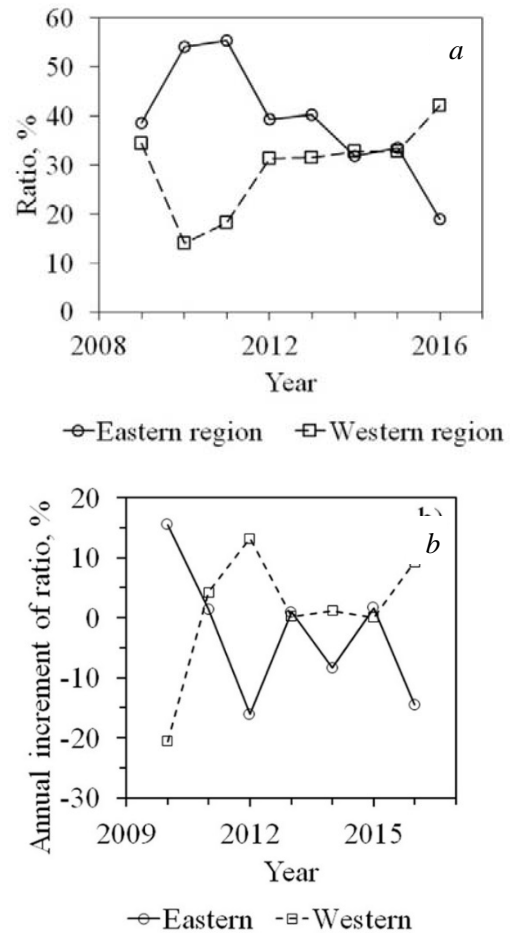 60
50
40
30
20
10
0
Ratio, %
a
2008 2012 2016
Year
Eastern region Western region
20
10
0
-10
-20
-30
Annual increment of ratio, %
b
2009 2012 2015
Year
Eastern Western